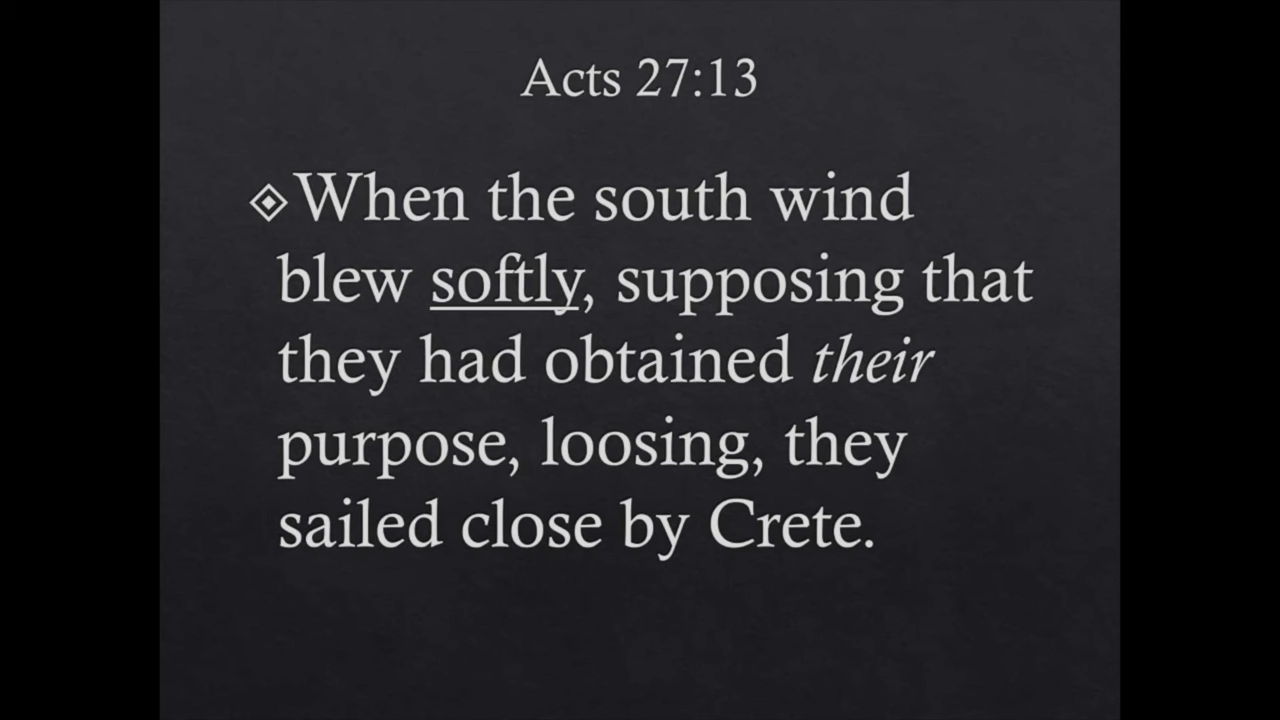 Acts 27:13
When the south wind
blew softly, supposing that
they had obtained their
purpose, loosing, they
sailed close by Crete.